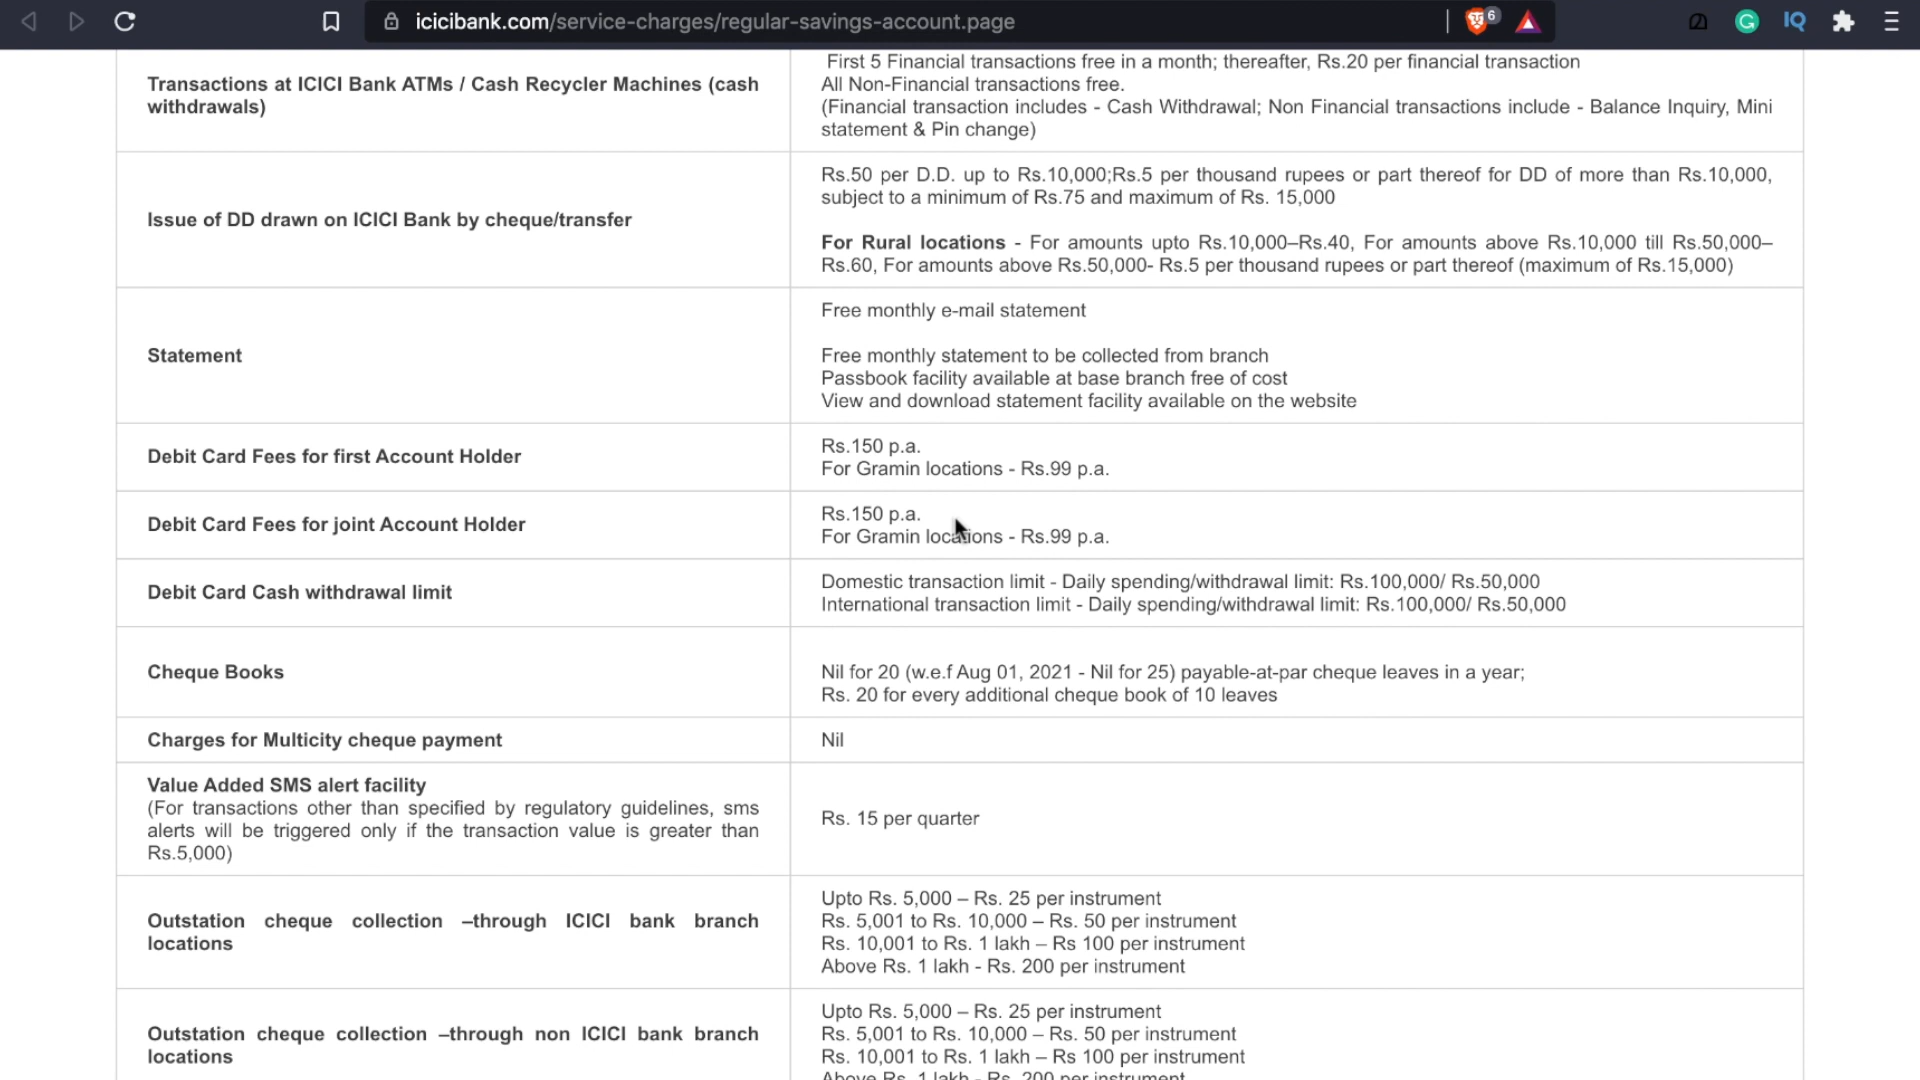 icicibank.com/service-charges/regular-savings-account.page
6
G
IQ
Transactions at ICICI Bank ATMs / Cash Recycler Machines (cash
withdrawals)
First 5 Financial transactions free in a month; thereafter, Rs.20 per financial transaction
All Non-Financial transactions free.
(Financial transaction includes - Cash Withdrawal; Non Financial transactions include - Balance Inquiry, Mini
statement & Pin change)
Issue of DD drawn on ICICI Bank by cheque/transfer
Rs.50 per D.D. up to Rs.10,000;Rs.5 per thousand rupees or part thereof for DD of more than Rs.10,000,
subject to a minimum of Rs.75 and maximum of Rs. 15,000
For Rural locations - For amounts upto Rs.10,000–Rs.40, For amounts above Rs.10,000 till Rs.50,000–
Rs.60, For amounts above Rs.50,000- Rs.5 per thousand rupees or part thereof (maximum of Rs.15,000)
Statement
Free monthly e-mail statement
Free monthly statement to be collected from branch
Passbook facility available at base branch free of cost
View and download statement facility available on the website
Debit Card Fees for first Account Holder
Rs.150 p.a.
For Gramin locations - Rs.99 p.a.
Debit Card Fees for joint Account Holder
Rs.150 p.a.
For Gramin locations - Rs.99 p.a.
Debit Card Cash withdrawal limit
Domestic transaction limit - Daily spending/withdrawal limit: Rs.100,000/ Rs.50,000
International transaction limit - Daily spending/withdrawal limit: Rs.100,000/ Rs.50,000
Cheque Books
Nil for 20 (w.e.f Aug 01, 2021 - Nil for 25) payable-at-par cheque leaves in a year;
Rs. 20 for every additional cheque book of 10 leaves
Charges for Multicity cheque payment
Nil
Value Added SMS alert facility
(For transactions other than specified by regulatory guidelines, sms
alerts will be triggered only if the transaction value is greater than
Rs.5,000)
Rs. 15 per quarter
Outstation cheque collection –through ICICI bank branch
locations
Upto Rs. 5,000 – Rs. 25 per instrument
Rs. 5,001 to Rs. 10,000 – Rs. 50 per instrument
Rs. 10,001 to Rs. 1 lakh – Rs 100 per instrument
Above Rs. 1 lakh - Rs. 200 per instrument
Outstation cheque collection –through non ICICI bank branch
locations
Upto Rs. 5,000 – Rs. 25 per instrument
Rs. 5,001 to Rs. 10,000 – Rs. 50 per instrument
Rs. 10,001 to Rs. 1 lakh – Rs 100 per instrument
Above Rs. 1 lakh - Rs. 200 per instrument